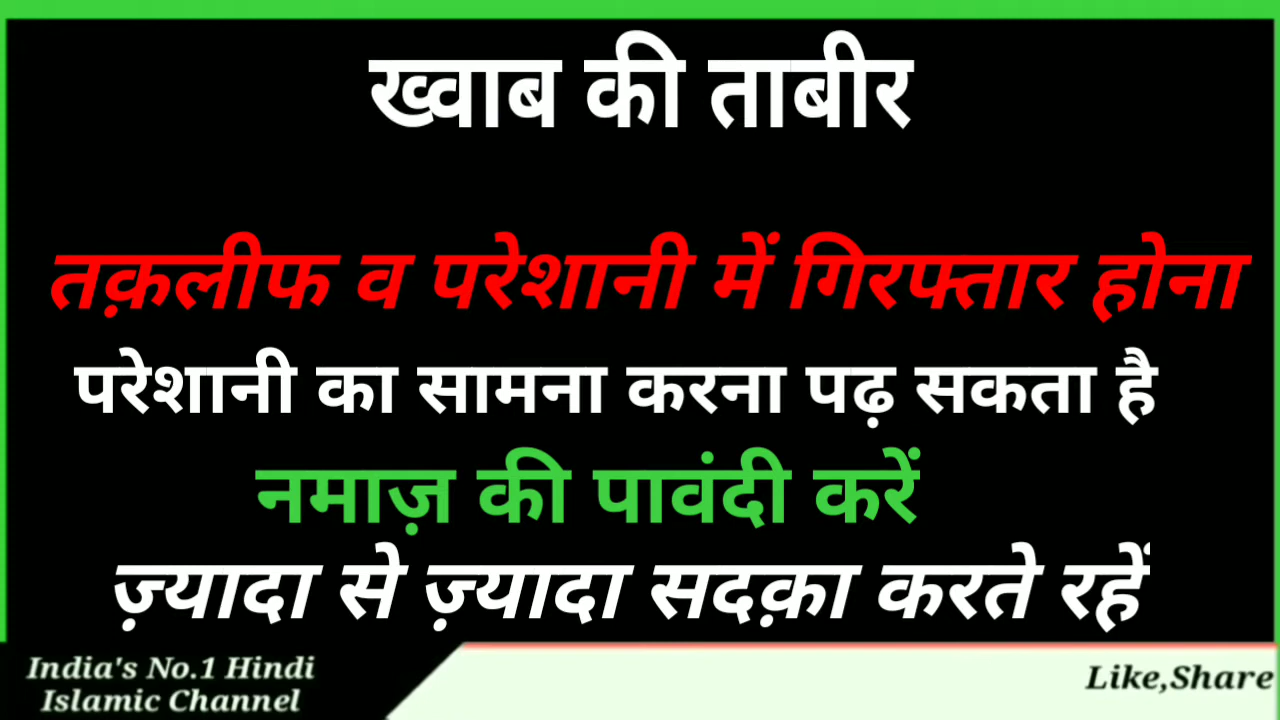 ख्वाब की ताबीर
तक़लीफ व परेशानी में गिरफ्तार होना
परेशानी का सामना करना पढ़ सकता है
नमाज़ की पावंदी करें
ज़्यादा से ज़्यादा सदक़ा करते रहें
India's No.1 Hindi
Islamic Channel
Like,Share